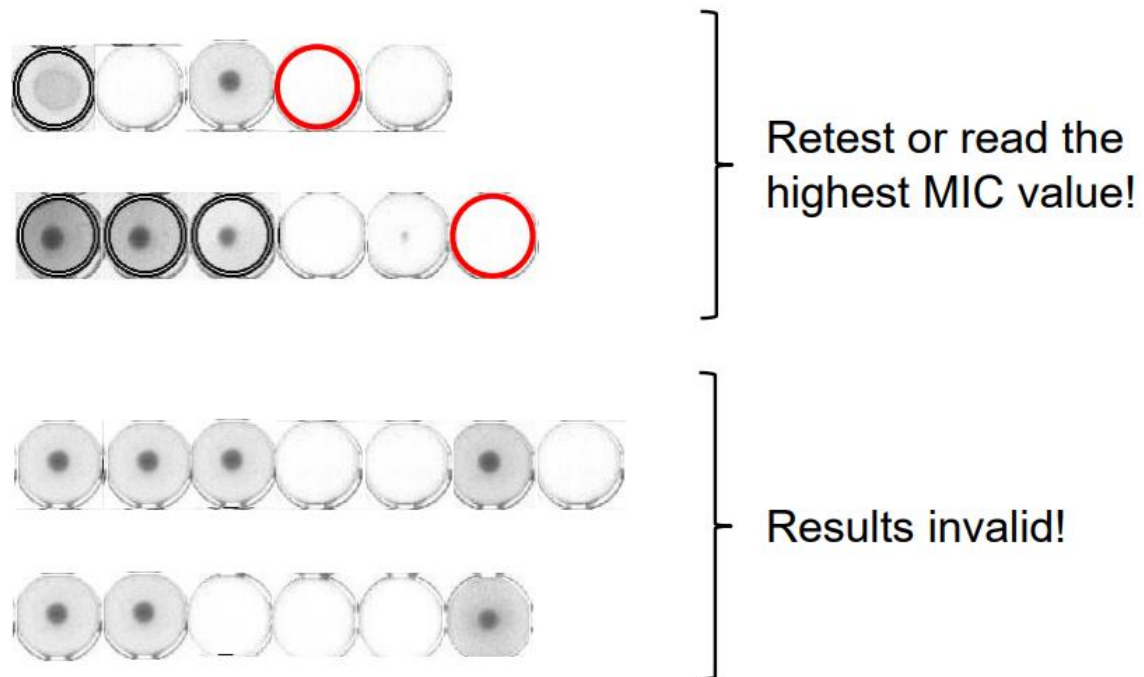 Retest or read the
highest MIC value!
Results invalid!